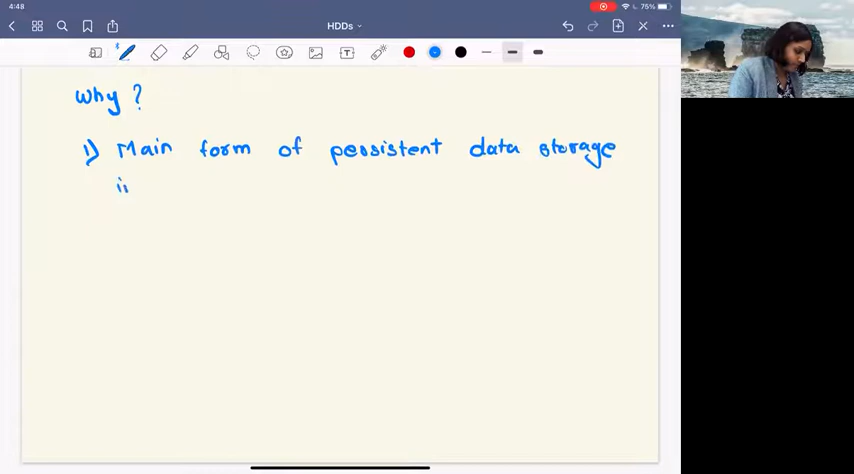 4:48
75%
HDDs
T
Why?
1) Main form of persistent data storage
i